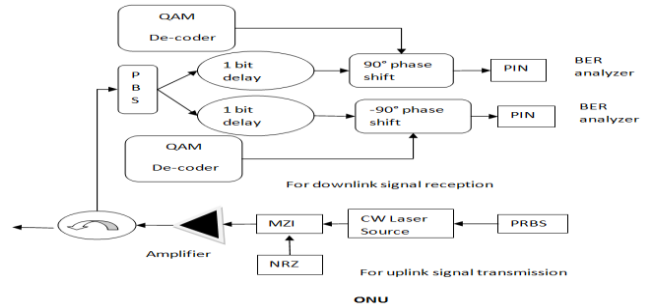 QAM
De-coder
P
B
S
1 bit
delay
90° phase
shift
PIN
BER
analyzer
1 bit
delay
-90° phase
shift
PIN
BER
analyzer
QAM
De-coder
For downlink signal reception
Amplifier
MZI
CW Laser
Source
PRBS
NRZ
For uplink signal transmission
ONU